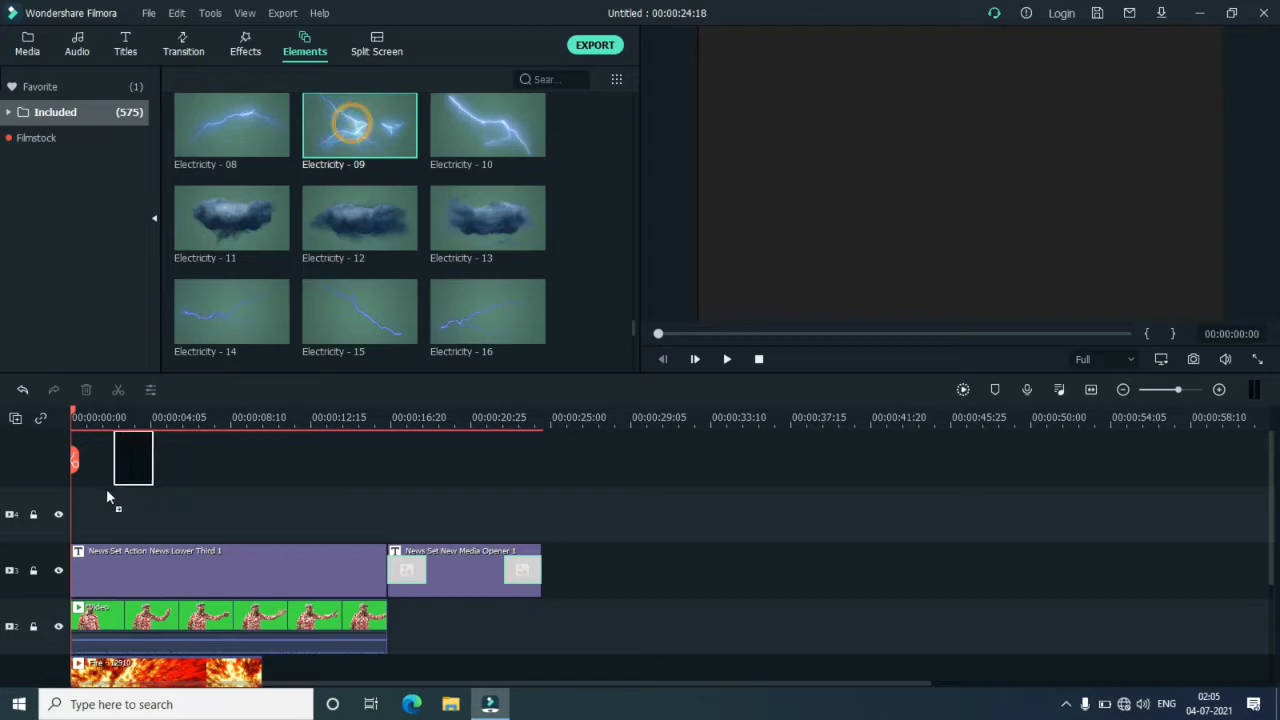 Wondershare Filmora File Edit Tools View Export Help Untitled : 00:00:24:18 Login
Media Audio Titles Transition Effects Elements Split Screen EXPORT
Favorite (1)
Included (575)
Filmstock
Sear...
Electricity - 08 Electricity - 09 Electricity - 10
Electricity - 11 Electricity - 12 Electricity - 13
Electricity - 14 Electricity - 15 Electricity - 16
{ } 00:00:00:00
Full
00:00:00:00 00:00:04:05 00:00:08:10 00:00:12:15 00:00:16:20 00:00:20:25 00:00:25:00 00:00:29:05 00:00:33:10 00:00:37:15 00:00:41:20 00:00:45:25 00:00:50:00 00:00:54:05 00:00:58:10
4
3 News Set Action News Lower Third 1 News Set New Media Opener 1
2
Type here to search
ENG 02:05
04-07-2021